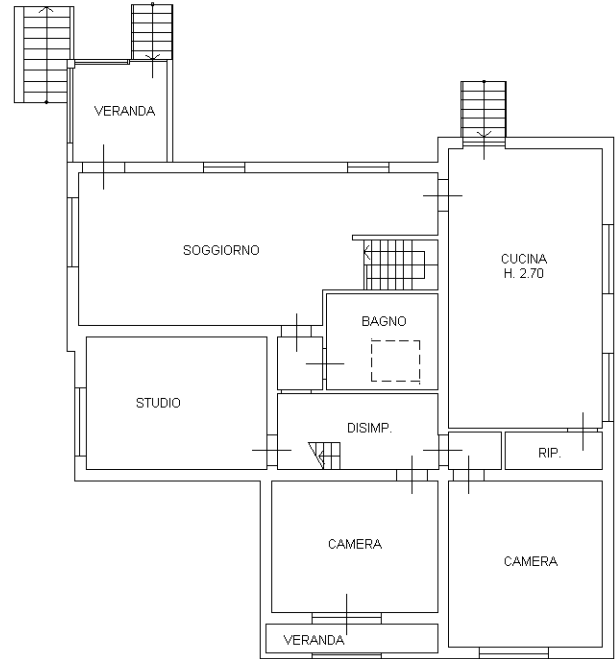 VERANDA
SOGGIORNO
CUCINA
H. 2.70
BAGNO
STUDIO
DISIMP.
RIP.
CAMERA
CAMERA
VERANDA